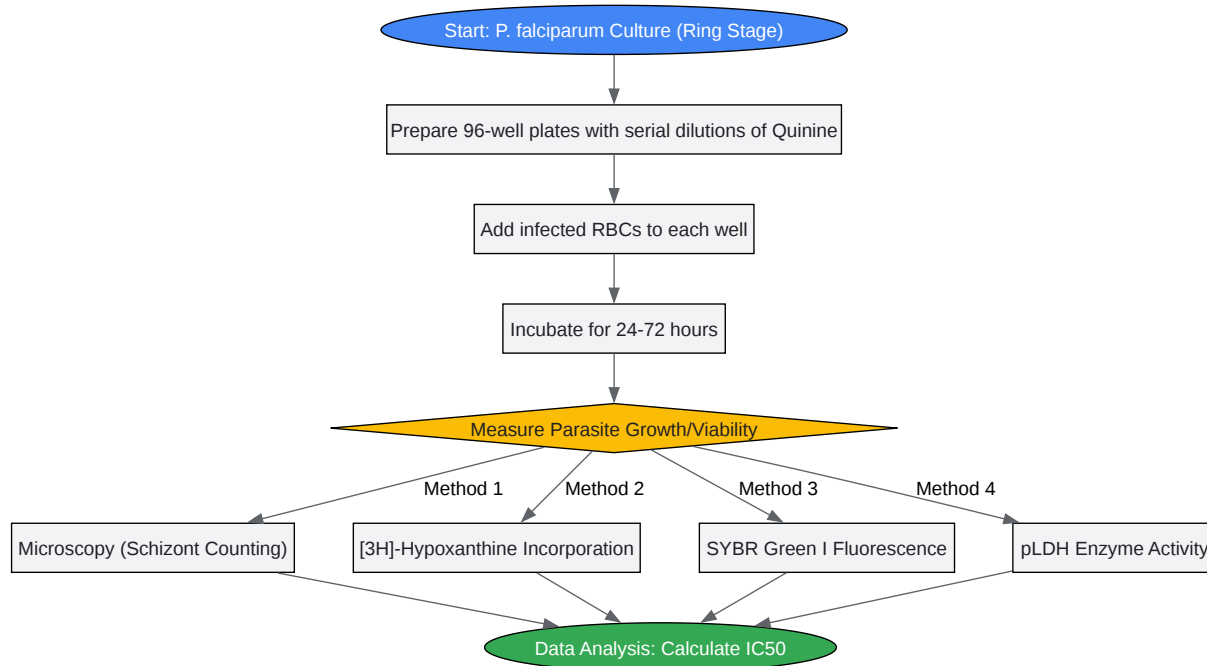 Start: P. falciparum Culture (Ring Stage)
Prepare 96-well plates with serial dilutions of Quinine
Add infected RBCs to each well
Incubate for 24-72 hours
Measure Parasite Growth/Viability
Method 1
Method 2
Method 3
Method 4
Microscopy (Schizont Counting)
[3H]-Hypoxanthine Incorporation
SYBR Green I Fluorescence
pLDH Enzyme Activity
Data Analysis: Calculate IC50